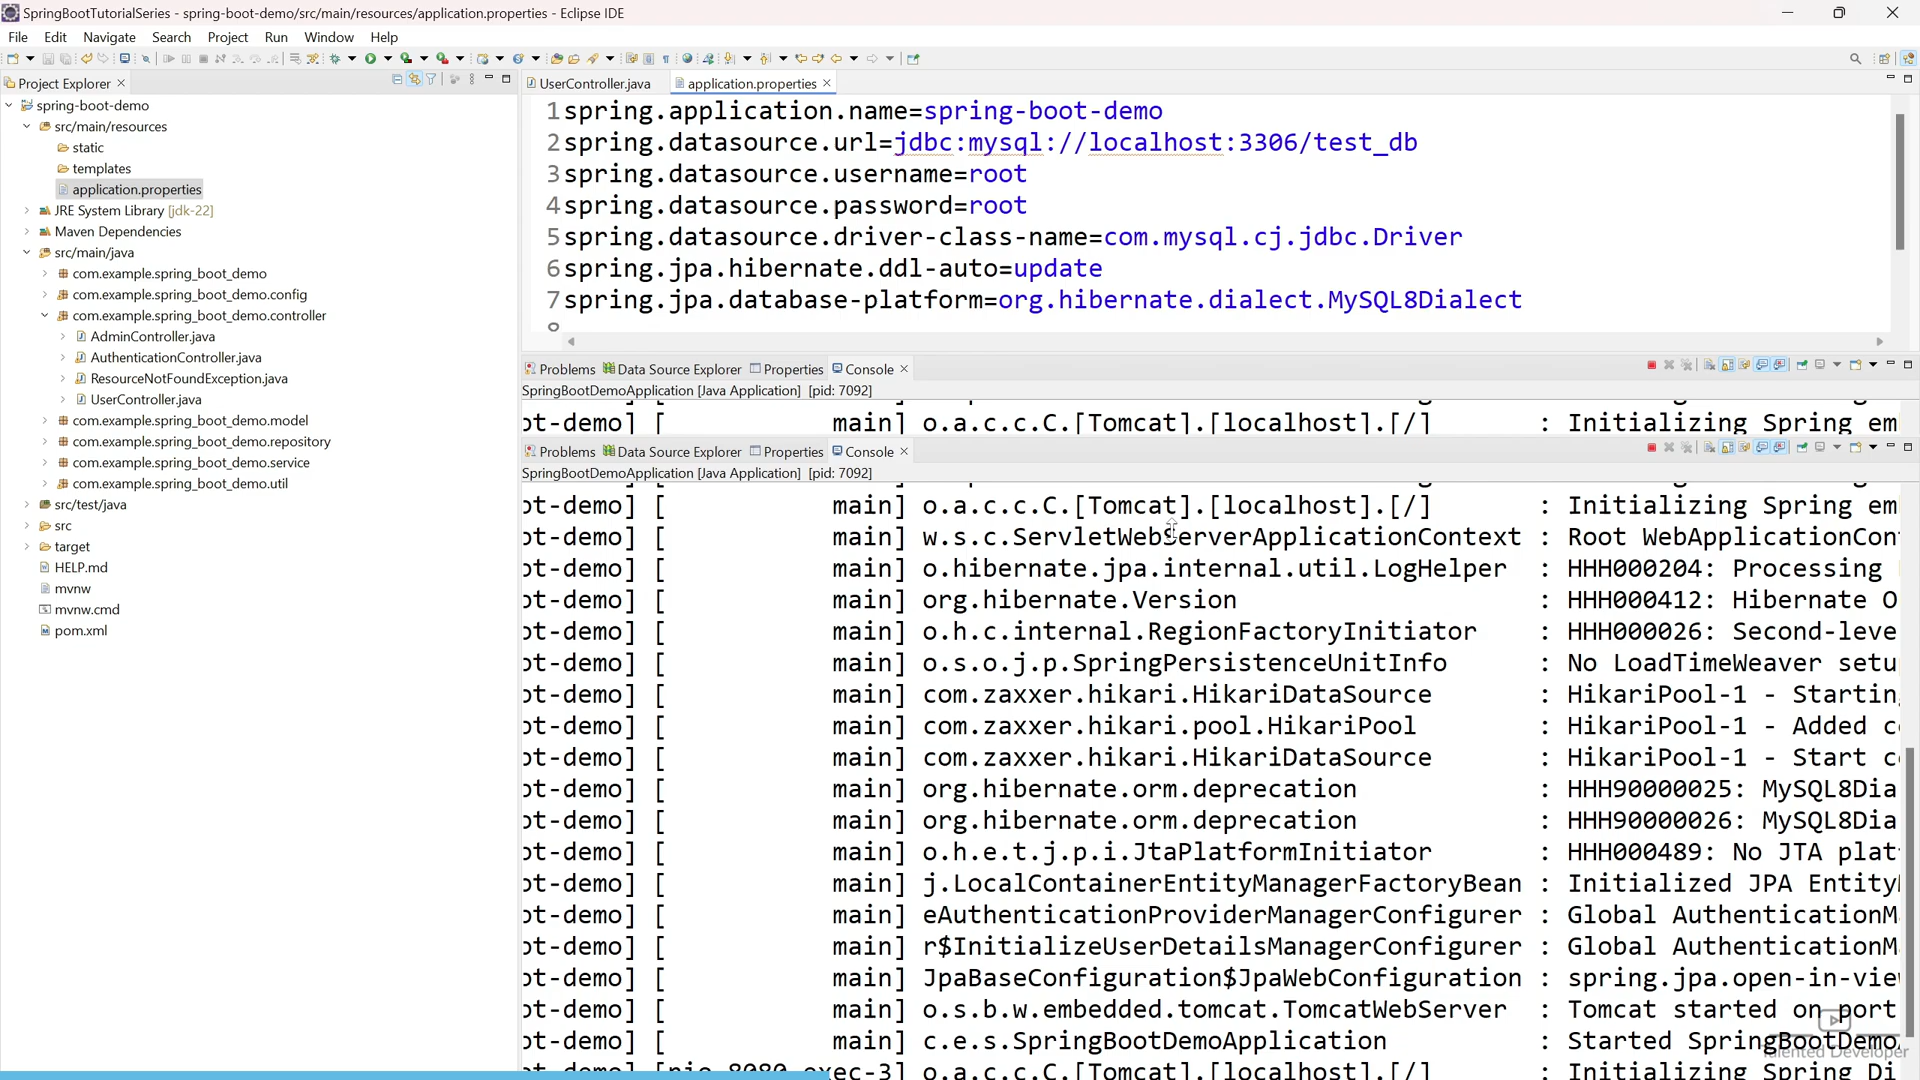 SpringBootTutorialSeries - spring-boot-demo/src/main/resources/application.properties - Eclipse IDE
File Edit Navigate Search Project Run Window Help
Project Explorer
spring-boot-demo
src/main/resources
static
templates
application.properties
JRE System Library [jdk-22]
Maven Dependencies
src/main/java
com.example.spring_boot_demo
com.example.spring_boot_demo.config
com.example.spring_boot_demo.controller
AdminController.java
AuthenticationController.java
ResourceNotFoundException.java
UserController.java
com.example.spring_boot_demo.model
com.example.spring_boot_demo.repository
com.example.spring_boot_demo.service
com.example.spring_boot_demo.util
src/test/java
src
target
HELP.md
mvnw
mvnw.cmd
pom.xml
UserController.java application.properties
1 spring.application.name=spring-boot-demo
2 spring.datasource.url=jdbc:mysql://localhost:3306/test_db
3 spring.datasource.username=root
4 spring.datasource.password=root
5 spring.datasource.driver-class-name=com.mysql.cj.jdbc.Driver
6 spring.jpa.hibernate.ddl-auto=update
7 spring.jpa.database-platform=org.hibernate.dialect.MySQL8Dialect
Problems Data Source Explorer Properties Console
SpringBootDemoApplication [Java Application] [pid: 7092]
ot-demo] [ main] o.a.c.c.C.[Tomcat].[localhost].[/] : Initializing Spring em
Problems Data Source Explorer Properties Console
SpringBootDemoApplication [Java Application] [pid: 7092]
ot-demo] [ main] o.a.c.c.C.[Tomcat].[localhost].[/] : Initializing Spring em
ot-demo] [ main] w.s.c.ServletWebServerApplicationContext : Root WebApplicationCon
ot-demo] [ main] o.hibernate.jpa.internal.util.LogHelper : HHH000204: Processing
ot-demo] [ main] org.hibernate.Version : HHH000412: Hibernate O
ot-demo] [ main] o.h.c.internal.RegionFactoryInitiator : HHH000026: Second-leve
ot-demo] [ main] o.s.o.j.p.SpringPersistenceUnitInfo : No LoadTimeWeaver setu
ot-demo] [ main] com.zaxxer.hikari.HikariDataSource : HikariPool-1 - Startin
ot-demo] [ main] com.zaxxer.hikari.pool.HikariPool : HikariPool-1 - Added c
ot-demo] [ main] com.zaxxer.hikari.HikariDataSource : HikariPool-1 - Start c
ot-demo] [ main] org.hibernate.orm.deprecation : HHH90000025: MySQL8Dia
ot-demo] [ main] org.hibernate.orm.deprecation : HHH90000026: MySQL8Dia
ot-demo] [ main] o.h.e.t.j.p.i.JtaPlatformInitiator : HHH000489: No JTA plat
ot-demo] [ main] j.LocalContainerEntityManagerFactoryBean : Initialized JPA Entity
ot-demo] [ main] eAuthenticationProviderManagerConfigurer : Global AuthenticationM
ot-demo] [ main] r$InitializeUserDetailsManagerConfigurer : Global AuthenticationM
ot-demo] [ main] JpaBaseConfiguration$JpaWebConfiguration : spring.jpa.open-in-vie
ot-demo] [ main] o.s.b.w.embedded.tomcat.TomcatWebServer : Tomcat started on port
ot-demo] [ main] c.e.s.SpringBootDemoApplication : Started SpringBootDemo
Talented Developer
ot-demo] [nio-8080-exec-3] o.a.c.c.C.[Tomcat].[localhost].[/] : Initializing Spring Di